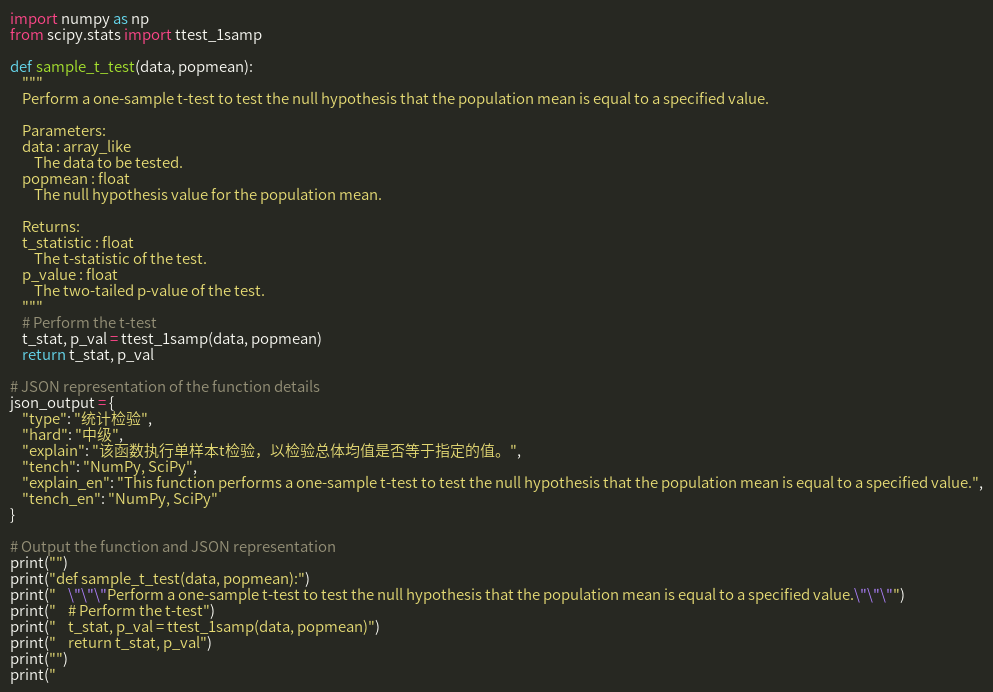 import numpy as np
from scipy.stats import ttest_1samp

def sample_t_test(data, popmean):
    """
    Perform a one-sample t-test to test the null hypothesis that the population mean is equal to a specified value.

    Parameters:
    data : array_like
        The data to be tested.
    popmean : float
        The null hypothesis value for the population mean.

    Returns:
    t_statistic : float
        The t-statistic of the test.
    p_value : float
        The two-tailed p-value of the test.
    """
    # Perform the t-test
    t_stat, p_val = ttest_1samp(data, popmean)
    return t_stat, p_val

# JSON representation of the function details
json_output = {
    "type": "统计检验",
    "hard": "中级",
    "explain": "该函数执行单样本t检验，以检验总体均值是否等于指定的值。",
    "tench": "NumPy, SciPy",
    "explain_en": "This function performs a one-sample t-test to test the null hypothesis that the population mean is equal to a specified value.",
    "tench_en": "NumPy, SciPy"
}

# Output the function and JSON representation
print("")
print("def sample_t_test(data, popmean):")
print("    \"\"\"Perform a one-sample t-test to test the null hypothesis that the population mean is equal to a specified value.\"\"\"")
print("    # Perform the t-test")
print("    t_stat, p_val = ttest_1samp(data, popmean)")
print("    return t_stat, p_val")
print("")
print("